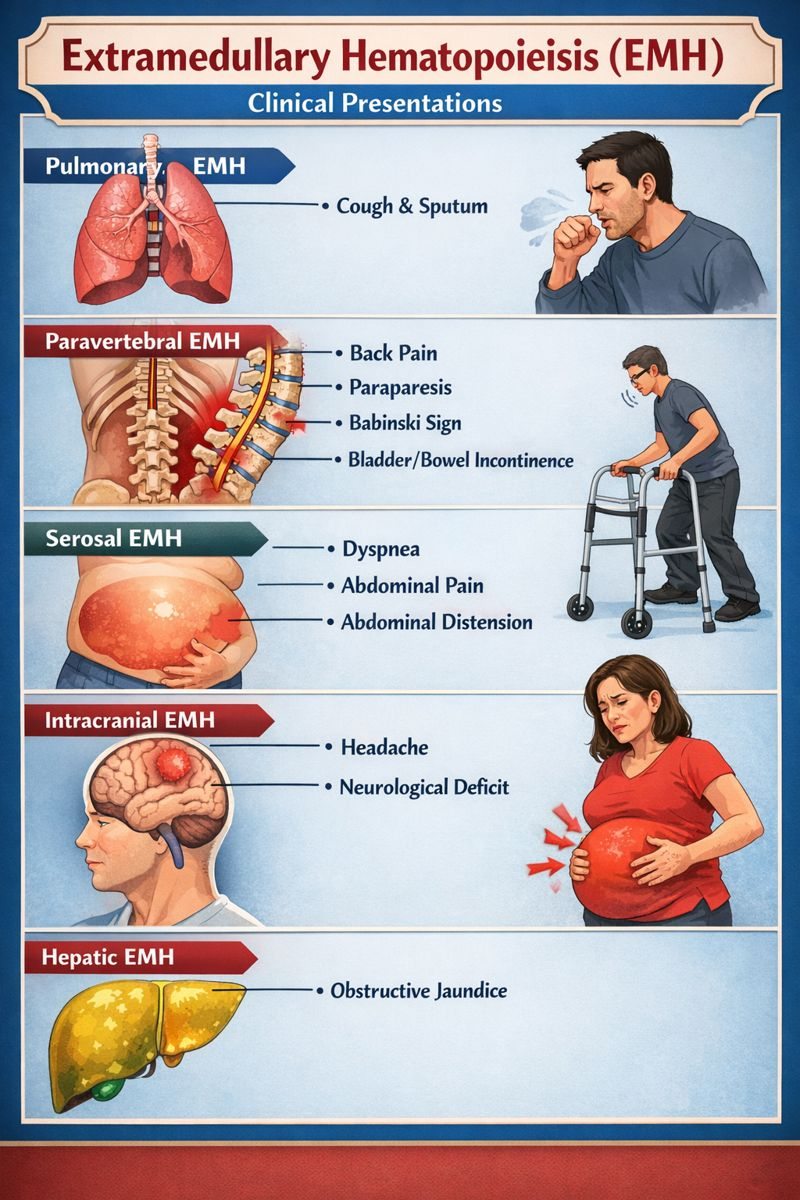 Extramedullary Hematopoieisis (EMH)
Clinical Presentations
Pulmonary EMH
• Cough & Sputum
Paravertebral EMH
• Back Pain
• Paraparesis
• Babinski Sign
• Bladder/Bowel Incontinence
Serosal EMH
• Dyspnea
• Abdominal Pain
• Abdominal Distension
Intracranial EMH
• Headache
• Neurological Deficit
Hepatic EMH
• Obstructive Jaundice